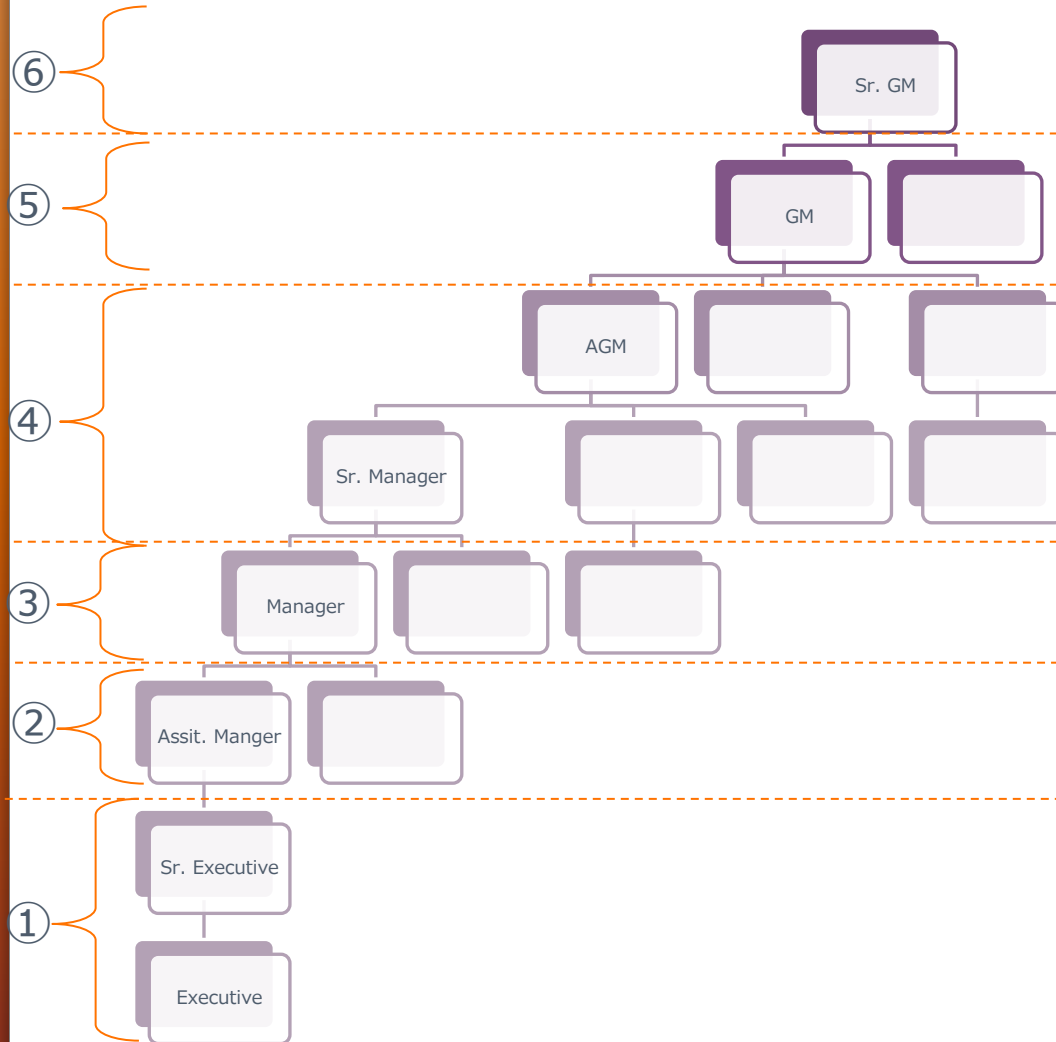 ⑥
Sr. GM
⑤
GM
④
AGM
Sr. Manager
③
Manager
②
Assit. Manger
①
Sr. Executive
Executive